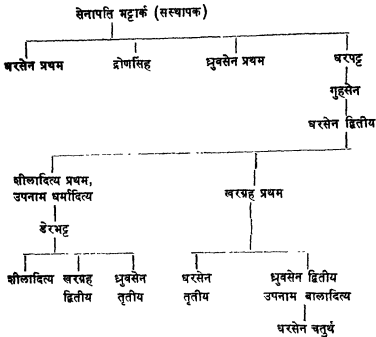 सेनापति भट्टार्क (सस्थापक)
धरसेन प्रथम द्रोणसिंह ध्रुवसेन प्रथम धरपट्ट
गुहसेन
धरसेन द्वितीय
शीलादित्य प्रथम,
उपनाम धर्मादित्य
खरग्रह प्रथम
डेरभट्ट
शीलादित्य खरग्रह ध्रुवसेन धरसेन ध्रुवसेन द्वितीय
द्वितीय तृतीय तृतीय उपनाम बालादित्य
धरसेन चतुर्थ